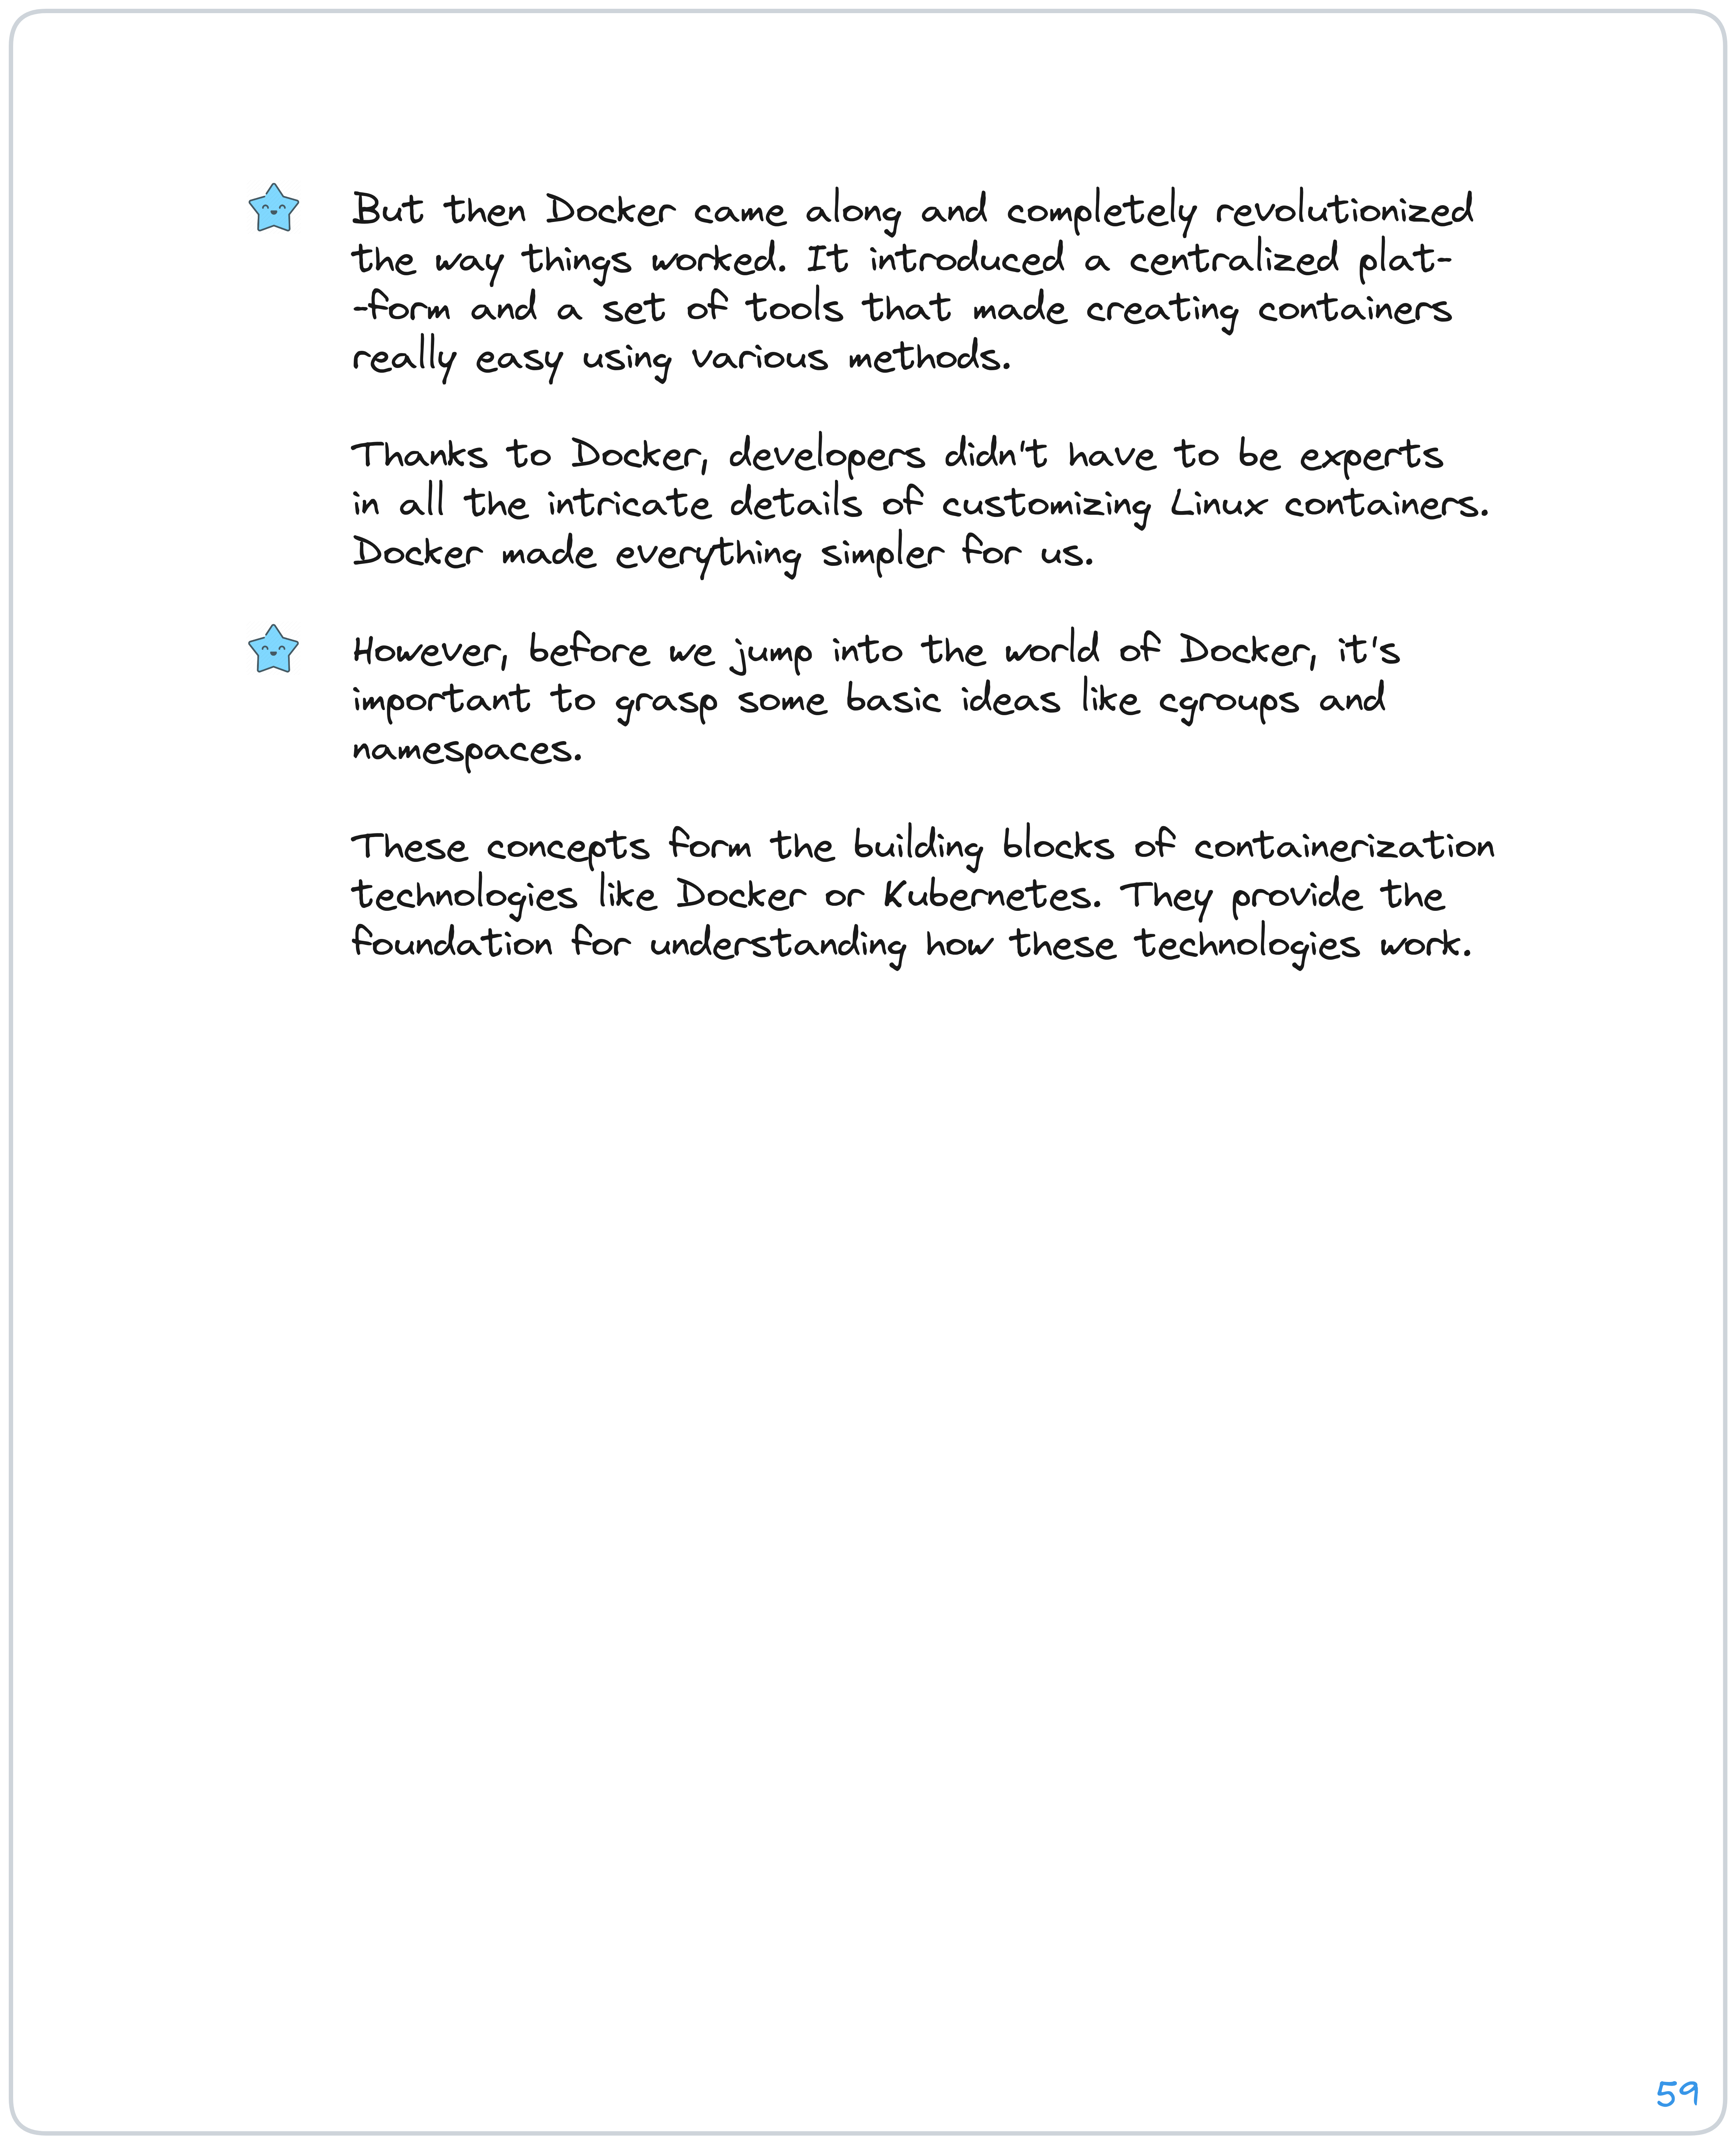 But then Docker came along and completely revolutionized
the way things worked. It introduced a centralized plat-
-form and a set of tools that made creating containers
really easy using various methods.
Thanks to Docker, developers didn't have to be experts
in all the intricate details of customizing Linux containers.
Docker made everything simpler for us.
However, before we jump into the world of Docker, it's
important to grasp some basic ideas like cgroups and
namespaces.
These concepts form the building blocks of containerization
technologies like Docker or Kubernetes. They provide the
foundation for understanding how these technologies work.
59